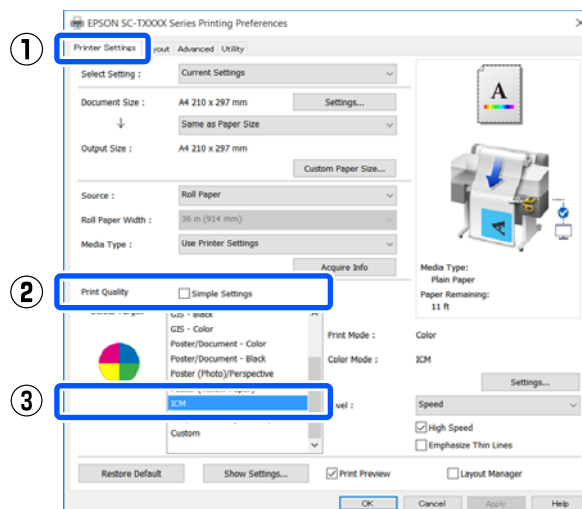 EPSON SC-TXXXX Series Printing Preferences
① Printer Settings yout Advanced Utility
Select Setting : Current Settings
Document Size : A4 210 x 297 mm Settings...
Same as Paper Size
Output Size : A4 210 x 297 mm
Custom Paper Size...
A
Source : Roll Paper
Roll Paper Width : 36 in (914 mm)
Media Type : Use Printer Settings
Acquire Info
Media Type:
Plain Paper
Paper Remaining:
11 ft
② Print Quality Simple Settings
GIS - Color
Poster/Document - Color
Poster/Document - Black
Poster (Photo)/Perspective
③ ICM
Custom
Print Mode : Color
Color Mode : ICM
Settings...
vel : Speed
High Speed
Emphasize Thin Lines
Restore Default Show Settings... Print Preview Layout Manager
OK Cancel Apply Help